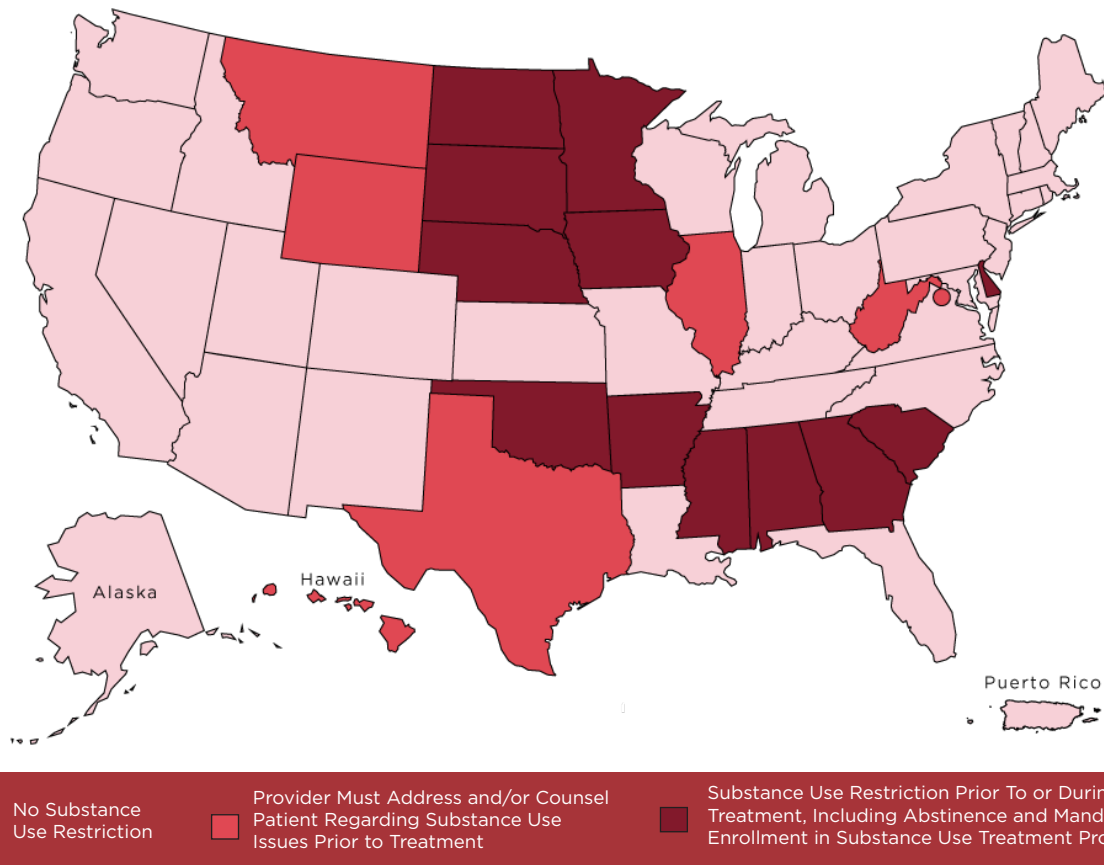 Alaska
Hawaii
Puerto Rico
No Substance
Use Restriction
Provider Must Address and/or Counsel
Patient Regarding Substance Use
Issues Prior to Treatment
Substance Use Restriction Prior To or Durin
Treatment, Including Abstinence and Mand
Enrollment in Substance Use Treatment Pro